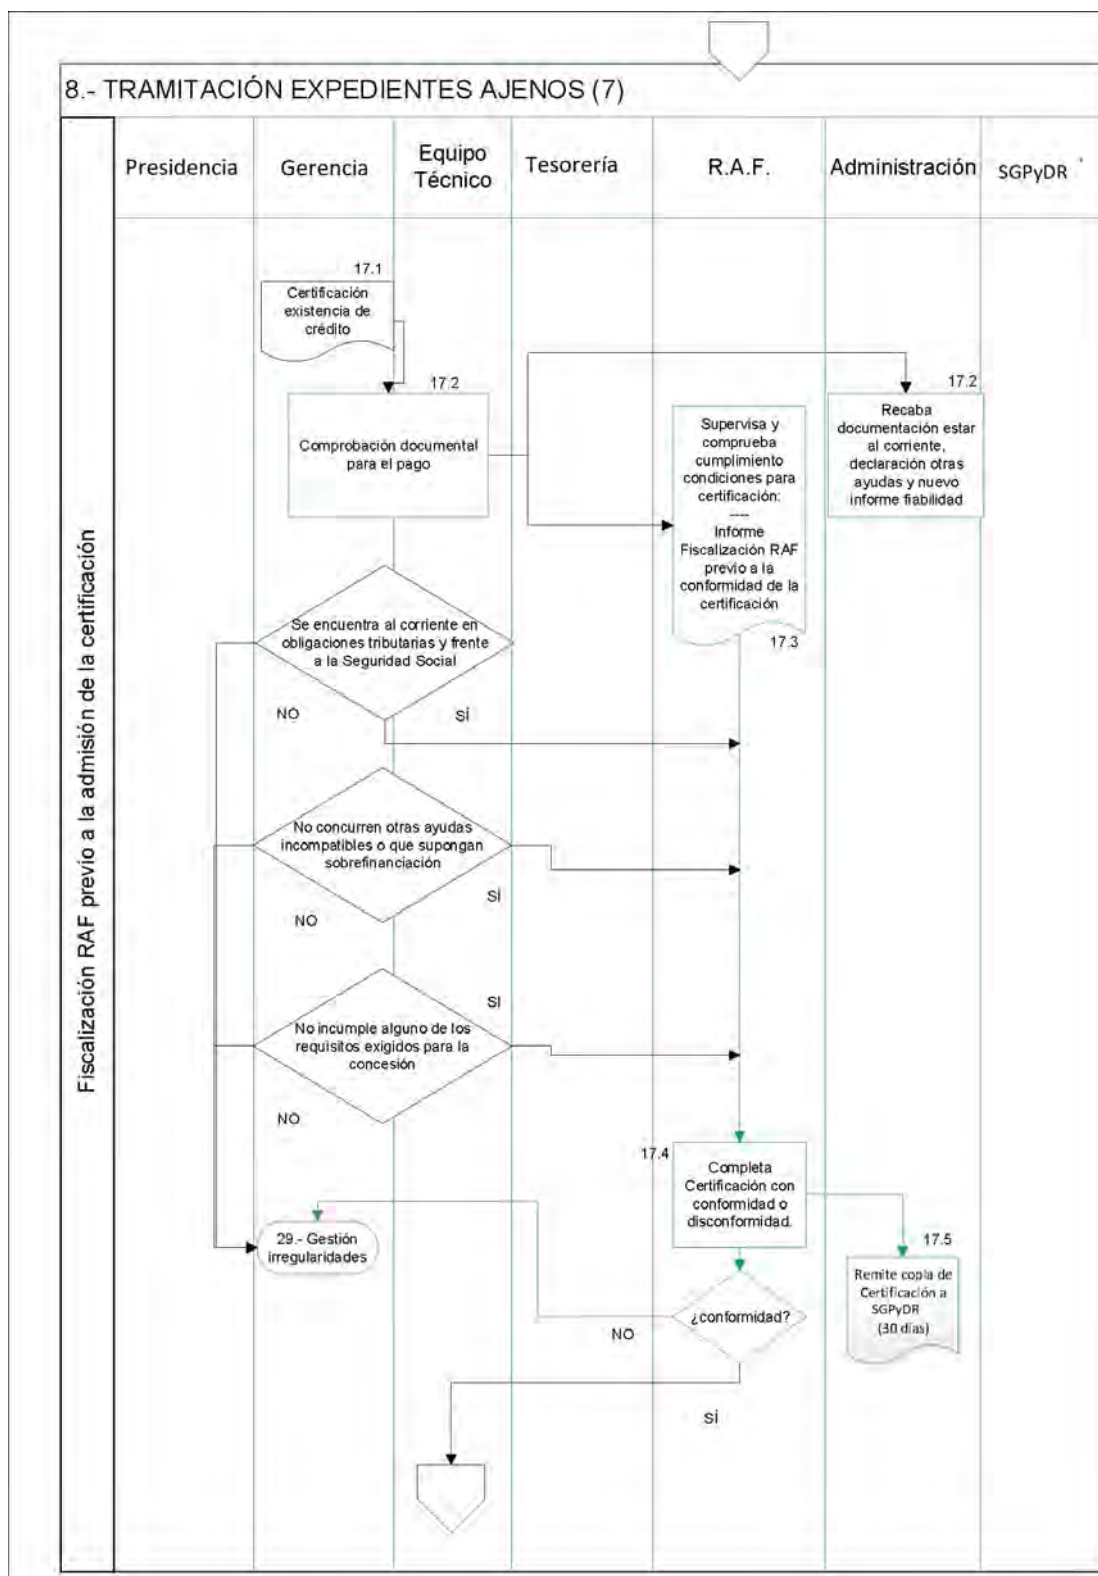 8.- TRAMITACIÓN EXPEDIENTES AJENOS (7)
Fiscalización RAF previo a la admisión de la certificación
Presidencia
Gerencia
Equipo
Técnico
Tesorería
R.A.F.
Administración
SGPyDR
17.1
Certificación
existencia de
crédito
17.2
Comprobación documental
para el pago
Supervisa y
comprueba
cumplimiento
condiciones para
certificación:
----
Informe
Fiscalización RAF
previo a la
conformidad de la
certificación
17.3
17.2
Recaba
documentación estar
al corriente,
declaración otras
ayudas y nuevo
informe fiabilidad
Se encuentra al corriente en
obligaciones tributarias y frente
a la Seguridad Social
NO
SÍ
No concurren otras ayudas
incompatibles o que supongan
sobrefinanciación
SÍ
NO
SI
No incumple alguno de los
requisitos exigidos para la
concesión
NO
17.4
Completa
Certificación con
conformidad o
disconformidad.
29.- Gestión
irregularidades
17.5
Remite copia de
Certificación a
SGPyDR
(30 días)
¿conformidad?
NO
SÍ